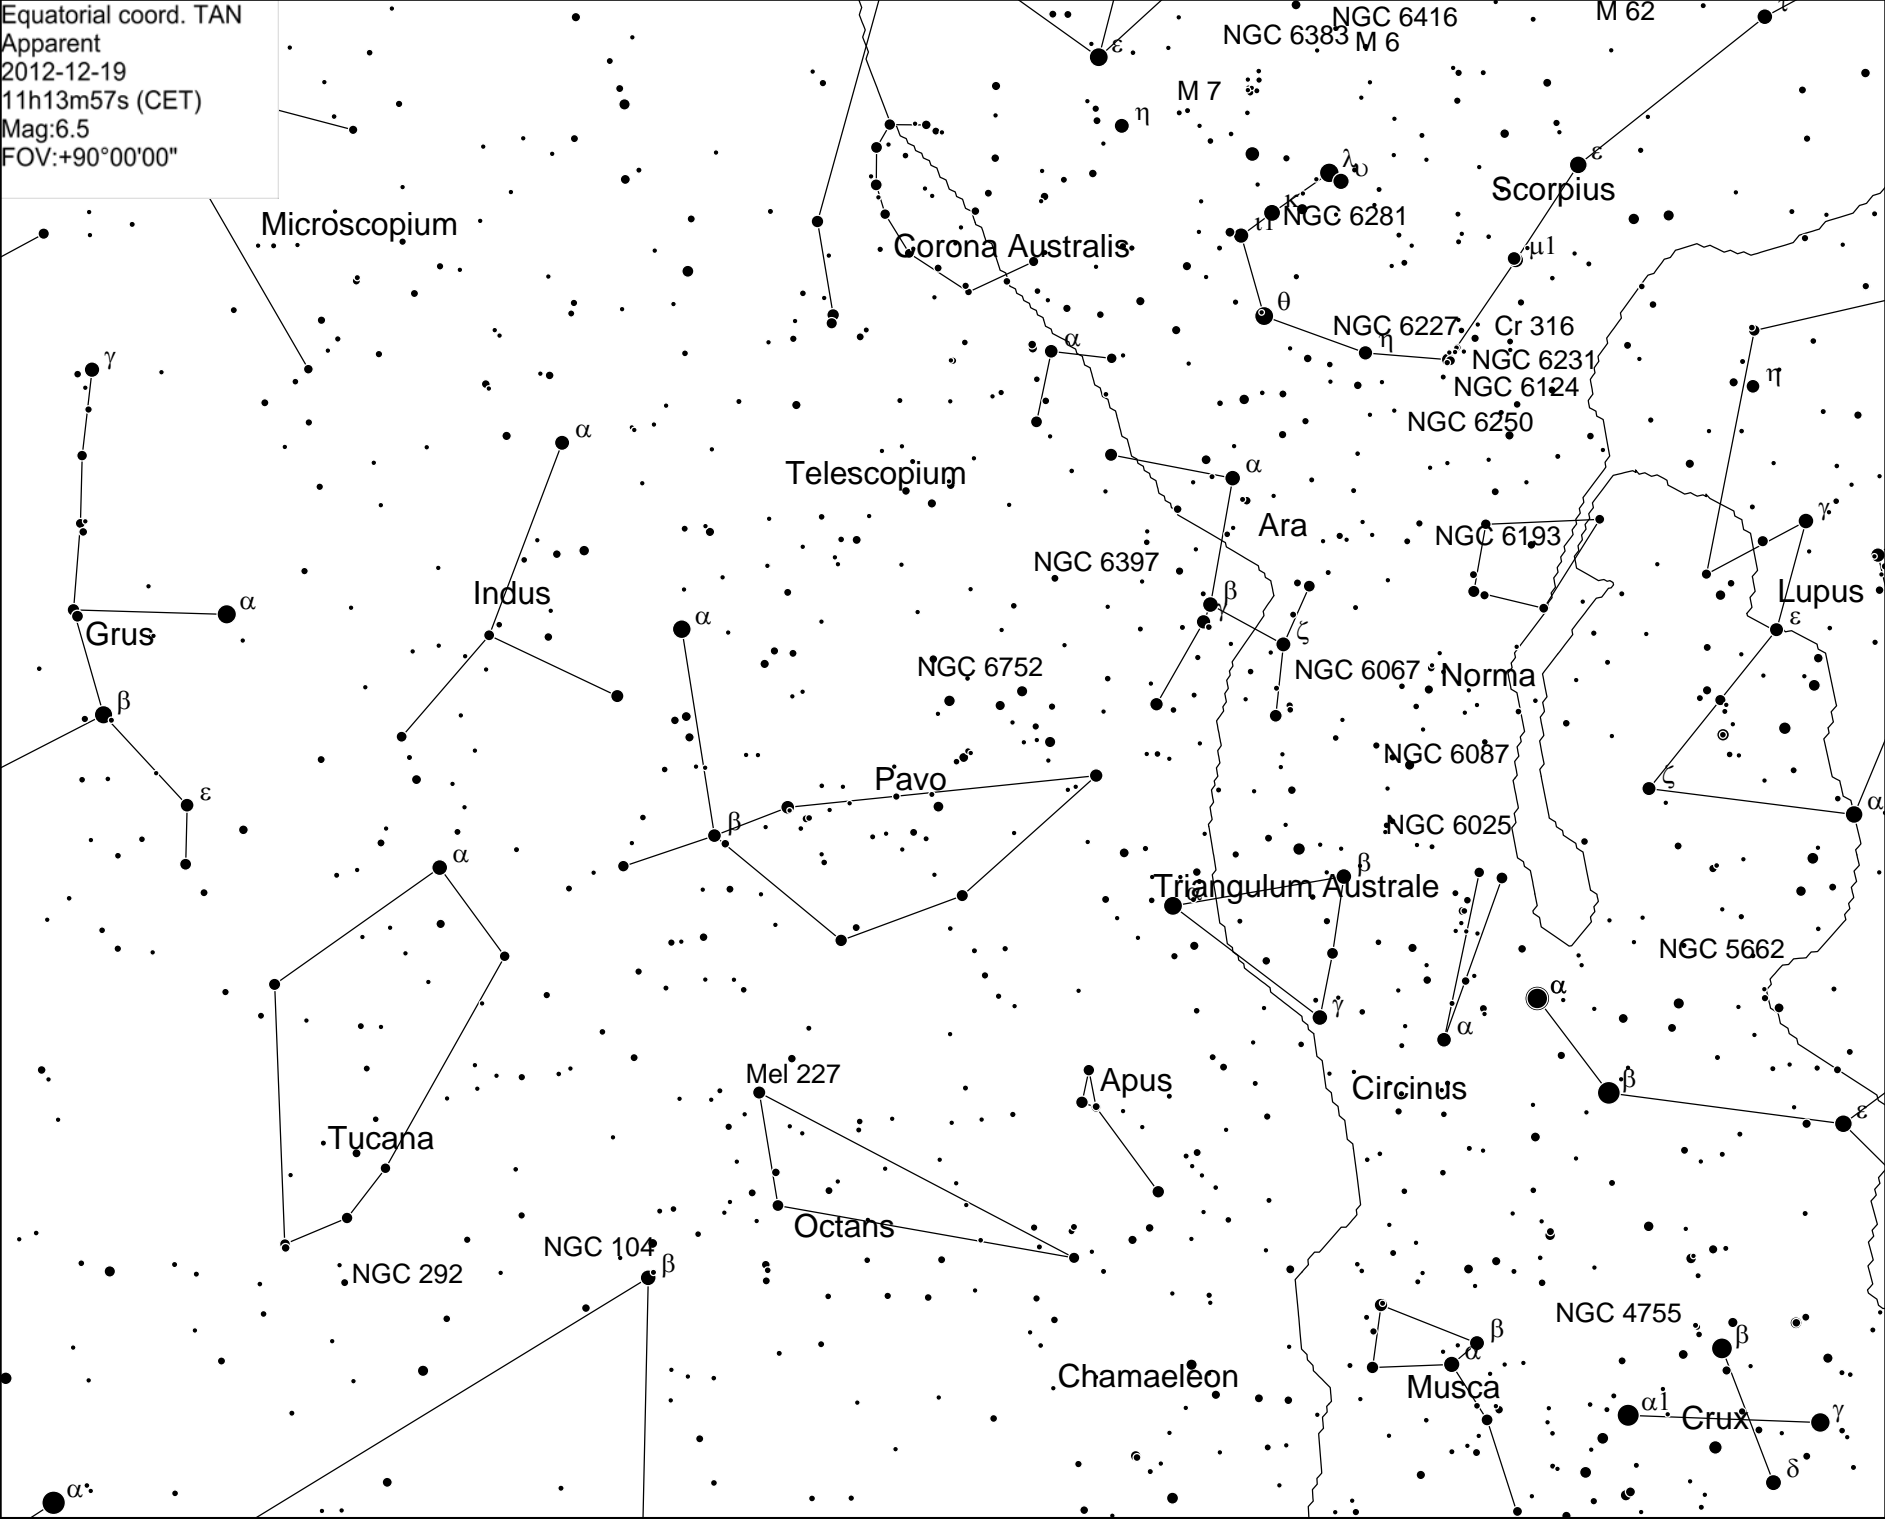 Equatorial coord. TAN
Apparent
2012-12-19
11h13m57s (CET)
Mag:6.5
FOV:+90°00'00"
NGC 6416
M 62
ι
NGC 6383
M 6
ε
M 7
η
λ
υ
ε
Scorpius
κ
ι1
NGC 6281
Microscopium
Corona Australis
μ1
θ
NGC 6227
Cr 316
η
α
NGC 6231
γ
NGC 6124
η
NGC 6250
α
Telescopium
α
Ara
γ
NGC 6193
NGC 6397
Indus
β
Lupus
α
α
γ
ε
Grus
ζ
NGC 6752
NGC 6067
Norma
β
NGC 6087
Pavo
ζ
ε
β
α
NGC 6025
α
β
Triangulum Australe
α
NGC 5662
α
γ
α
Mel 227
Apus
Circinus
β
ε
Tucana
Octans
NGC 104
β
NGC 292
NGC 4755
β
β
α
Chamaeleon
Musca
α1
Crux
γ
δ
α